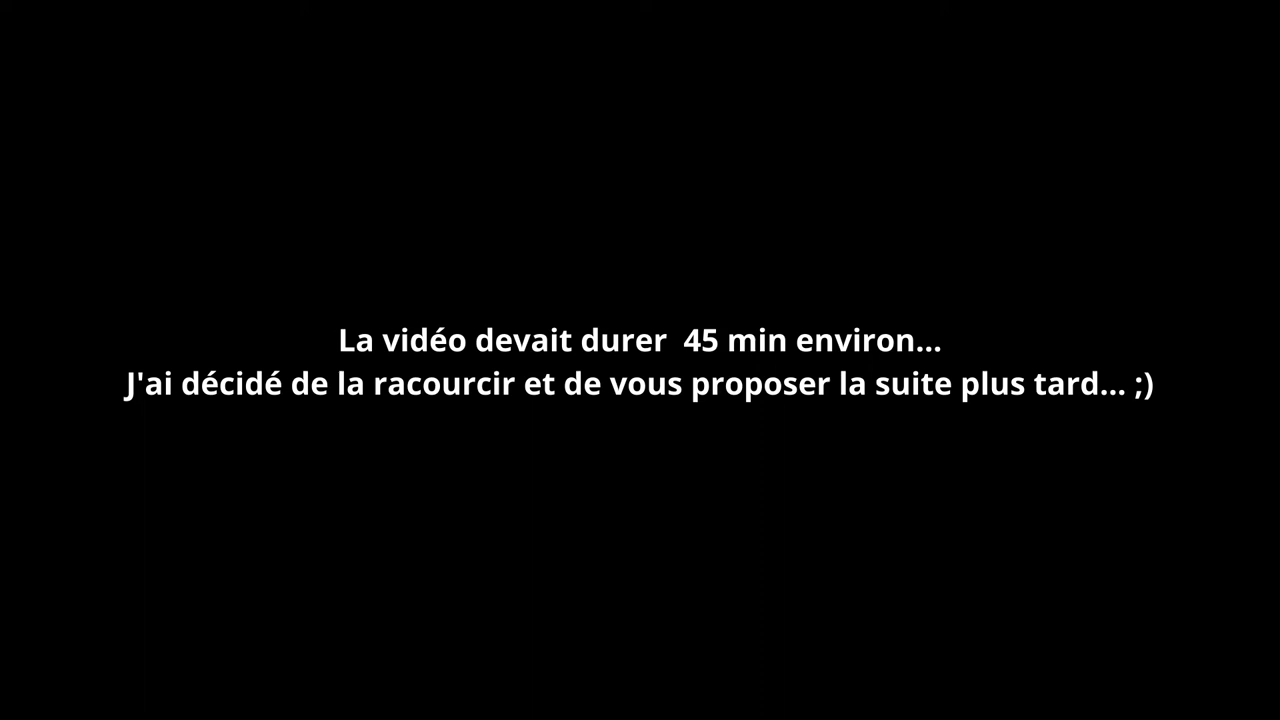 La vidéo devait durer  45 min environ...
J'ai décidé de la racourcir et de vous proposer la suite plus tard... ;)